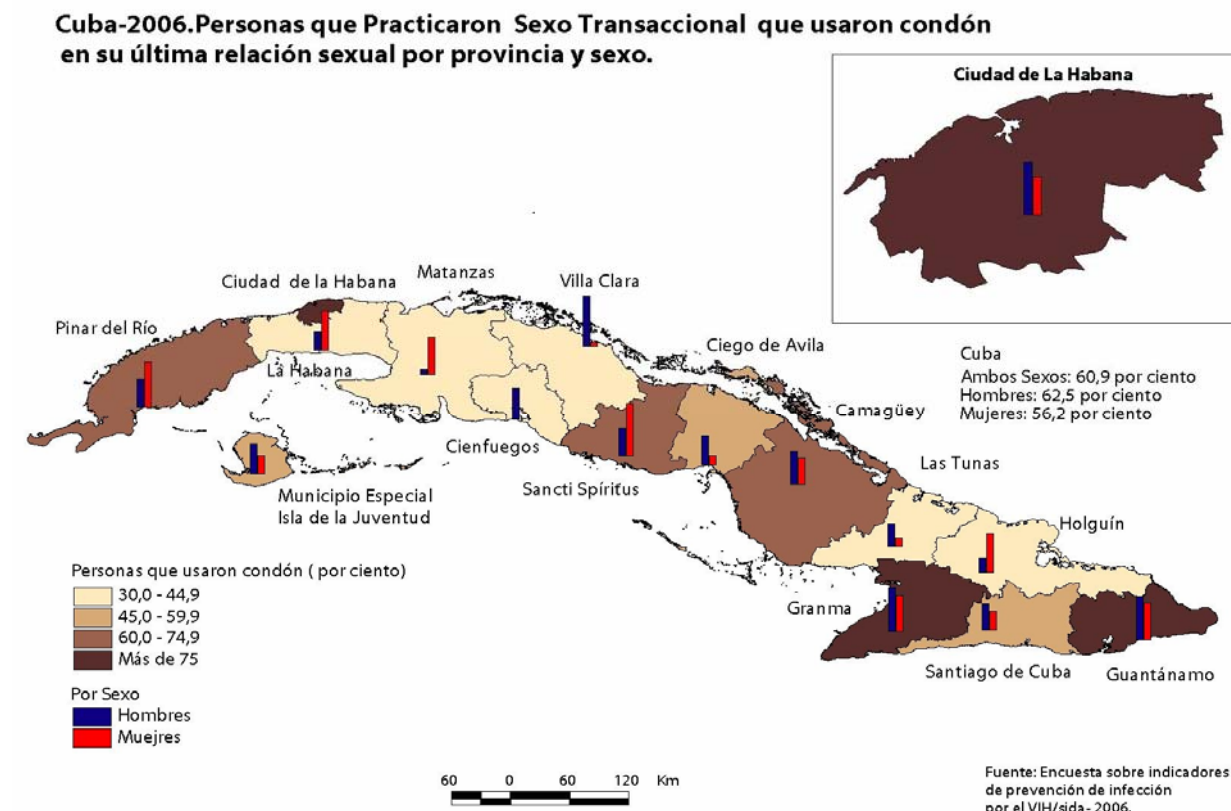 Cuba-2006.Personas que Practicaron Sexo Transaccional que usaron condón
en su última relación sexual por provincia y sexo.
Ciudad de La Habana
Ciudad de la Habana
Matanzas
Villa Clara
Pinar del Río
La Habana
Ciego de Avila
Cuba
Ambos Sexos: 60,9 por ciento
Hombres: 62,5 por ciento
Mujeres: 56,2 por ciento
Camagüey
Cienfuegos
Las Tunas
Sancti Spíritus
Municipio Especial
Isla de la Juventud
Holguín
Personas que usaron condón ( por ciento)
30,0 - 44,9
45,0 - 59,9
60,0 - 74,9
Más de 75
Granma
Santiago de Cuba
Guantánamo
Por Sexo
Hombres
Muejres
60 0 60 120 Km
Fuente: Encuesta sobre indicadores
de prevención de infección
por el VIH/sida- 2006.